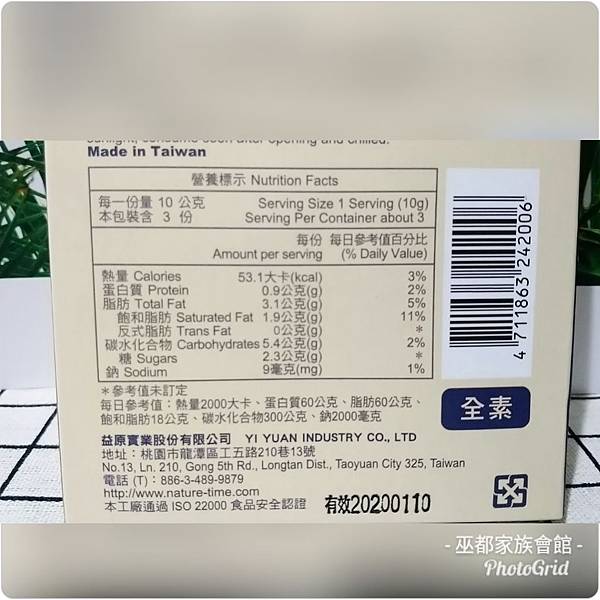 sunlight, consume soon after opening and chilled.
Made in Taiwan
營養標示 Nutrition Facts
每一份量 10 公克 Serving Size 1 Serving (10g)
本包裝含 3 份 Serving Per Container about 3
每份 每日參考值百分比
Amount per serving (% Daily Value)
熱量 Calories 53.1大卡(kcal) 3%
蛋白質 Protein 0.9公克(g) 2%
脂肪 Total Fat 3.1公克(g) 5%
飽和脂肪 Saturated Fat 1.9公克(g) 11%
反式脂肪 Trans Fat 0公克(g) *
碳水化合物 Carbohydrates 5.4公克(g) 2%
糖 Sugars 2.3公克(g) *
鈉 Sodium 9毫克(mg) 1%
*參考值未訂定
每日參考值：熱量2000大卡、蛋白質60公克、脂肪60公克、
飽和脂肪18公克、碳水化合物300公克、鈉2000毫克
益原實業股份有限公司 YI YUAN INDUSTRY CO., LTD
地址：桃園市龍潭區工五路210巷13號
No.13, Ln. 210, Gong 5th Rd., Longtan Dist., Taoyuan City 325, Taiwan
電話 (T)：886-3-489-9879
http://www.nature-time.com
本工廠通過 ISO 22000 食品安全認證
有效20200110
4 711863 242006
全素
- 巫都家族會館 -
PhotoGrid